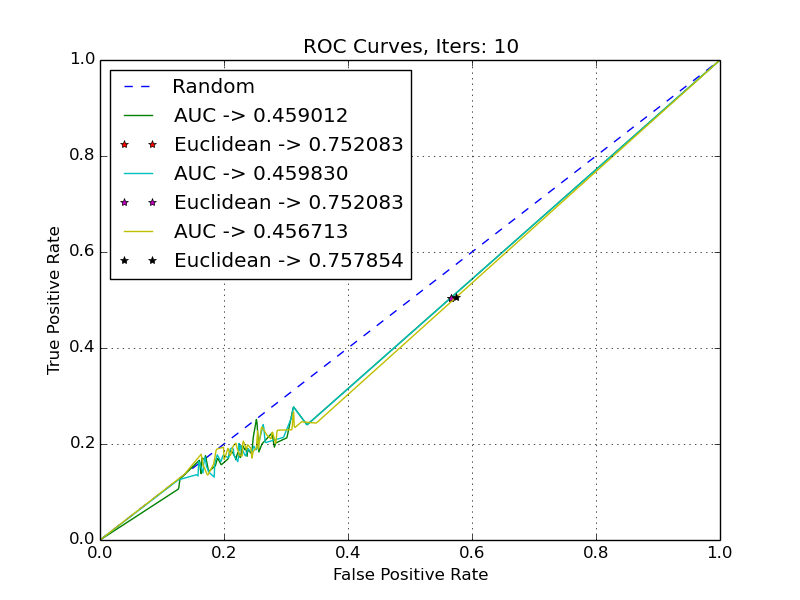 ROC Curves, Iters: 10
1.0
Random
AUC -> 0.459012
Euclidean -> 0.752083
AUC -> 0.459830
Euclidean -> 0.752083
AUC -> 0.456713
Euclidean -> 0.757854
0.8
0.6
0.4
0.2
0.0
True Positive Rate
0.0 0.2 0.4 0.6 0.8 1.0
False Positive Rate